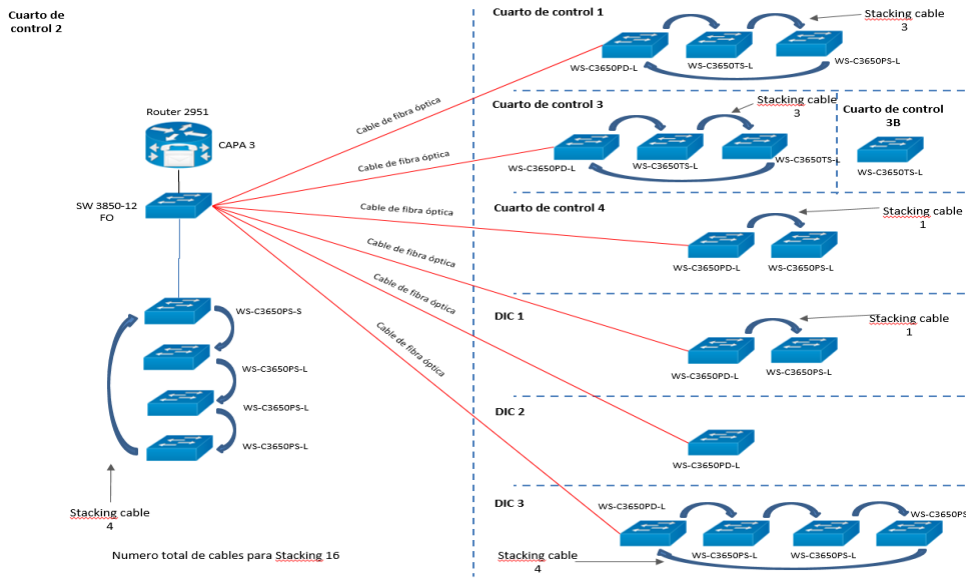 Cuarto de
control 2
Router 2951
CAPA 3
SW 3850-12
FO
WS-C3650PS-S
WS-C3650PS-L
WS-C3650PS-L
WS-C3650PS-L
Stacking cable
4
Numero total de cables para Stacking 16
Cable de fibra óptica
Cable de fibra óptica
Cable de fibra óptica
Cable de fibra óptica
Cable de fibra óptica
Cable de fibra óptica
Cuarto de control 1
Stacking cable
3
WS-C3650PD-L
WS-C3650TS-L
WS-C3650PS-L
Cuarto de control 3
Stacking cable
3
WS-C3650PD-L
WS-C3650TS-L
WS-C3650TS-L
Cuarto de control
3B
Cuarto de control 4
Stacking cable
1
WS-C3650PD-L
WS-C3650PS-L
DIC 1
Stacking cable
1
WS-C3650PD-L
WS-C3650PS-L
DIC 2
WS-C3650PD-L
DIC 3
WS-C3650PD-L
WS-C3650PS-L
WS-C3650PS-L
WS-C3650PS
Stacking cable
4